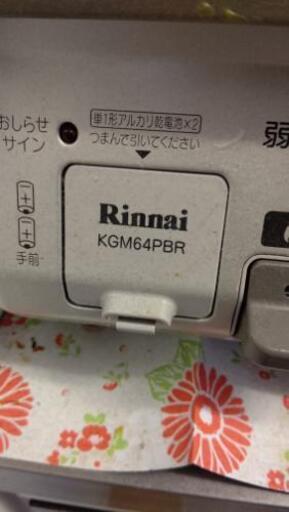 おしらせ
サイン
単1形アルカリ乾電池×2
つまんで引いてください
弱
手前
Rinnai
KGM64PBR